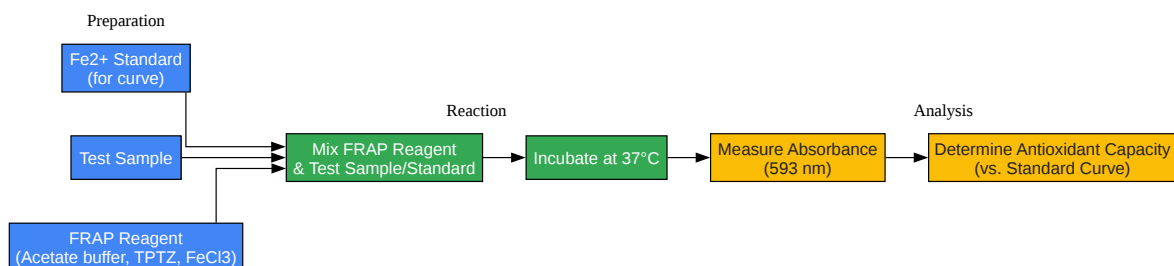 Preparation
Fe2+ Standard
(for curve)
Test Sample
FRAP Reagent
(Acetate buffer, TPTZ, FeCl3)
Reaction
Mix FRAP Reagent
& Test Sample/Standard
Incubate at 37°C
Analysis
Measure Absorbance
(593 nm)
Determine Antioxidant Capacity
(vs. Standard Curve)